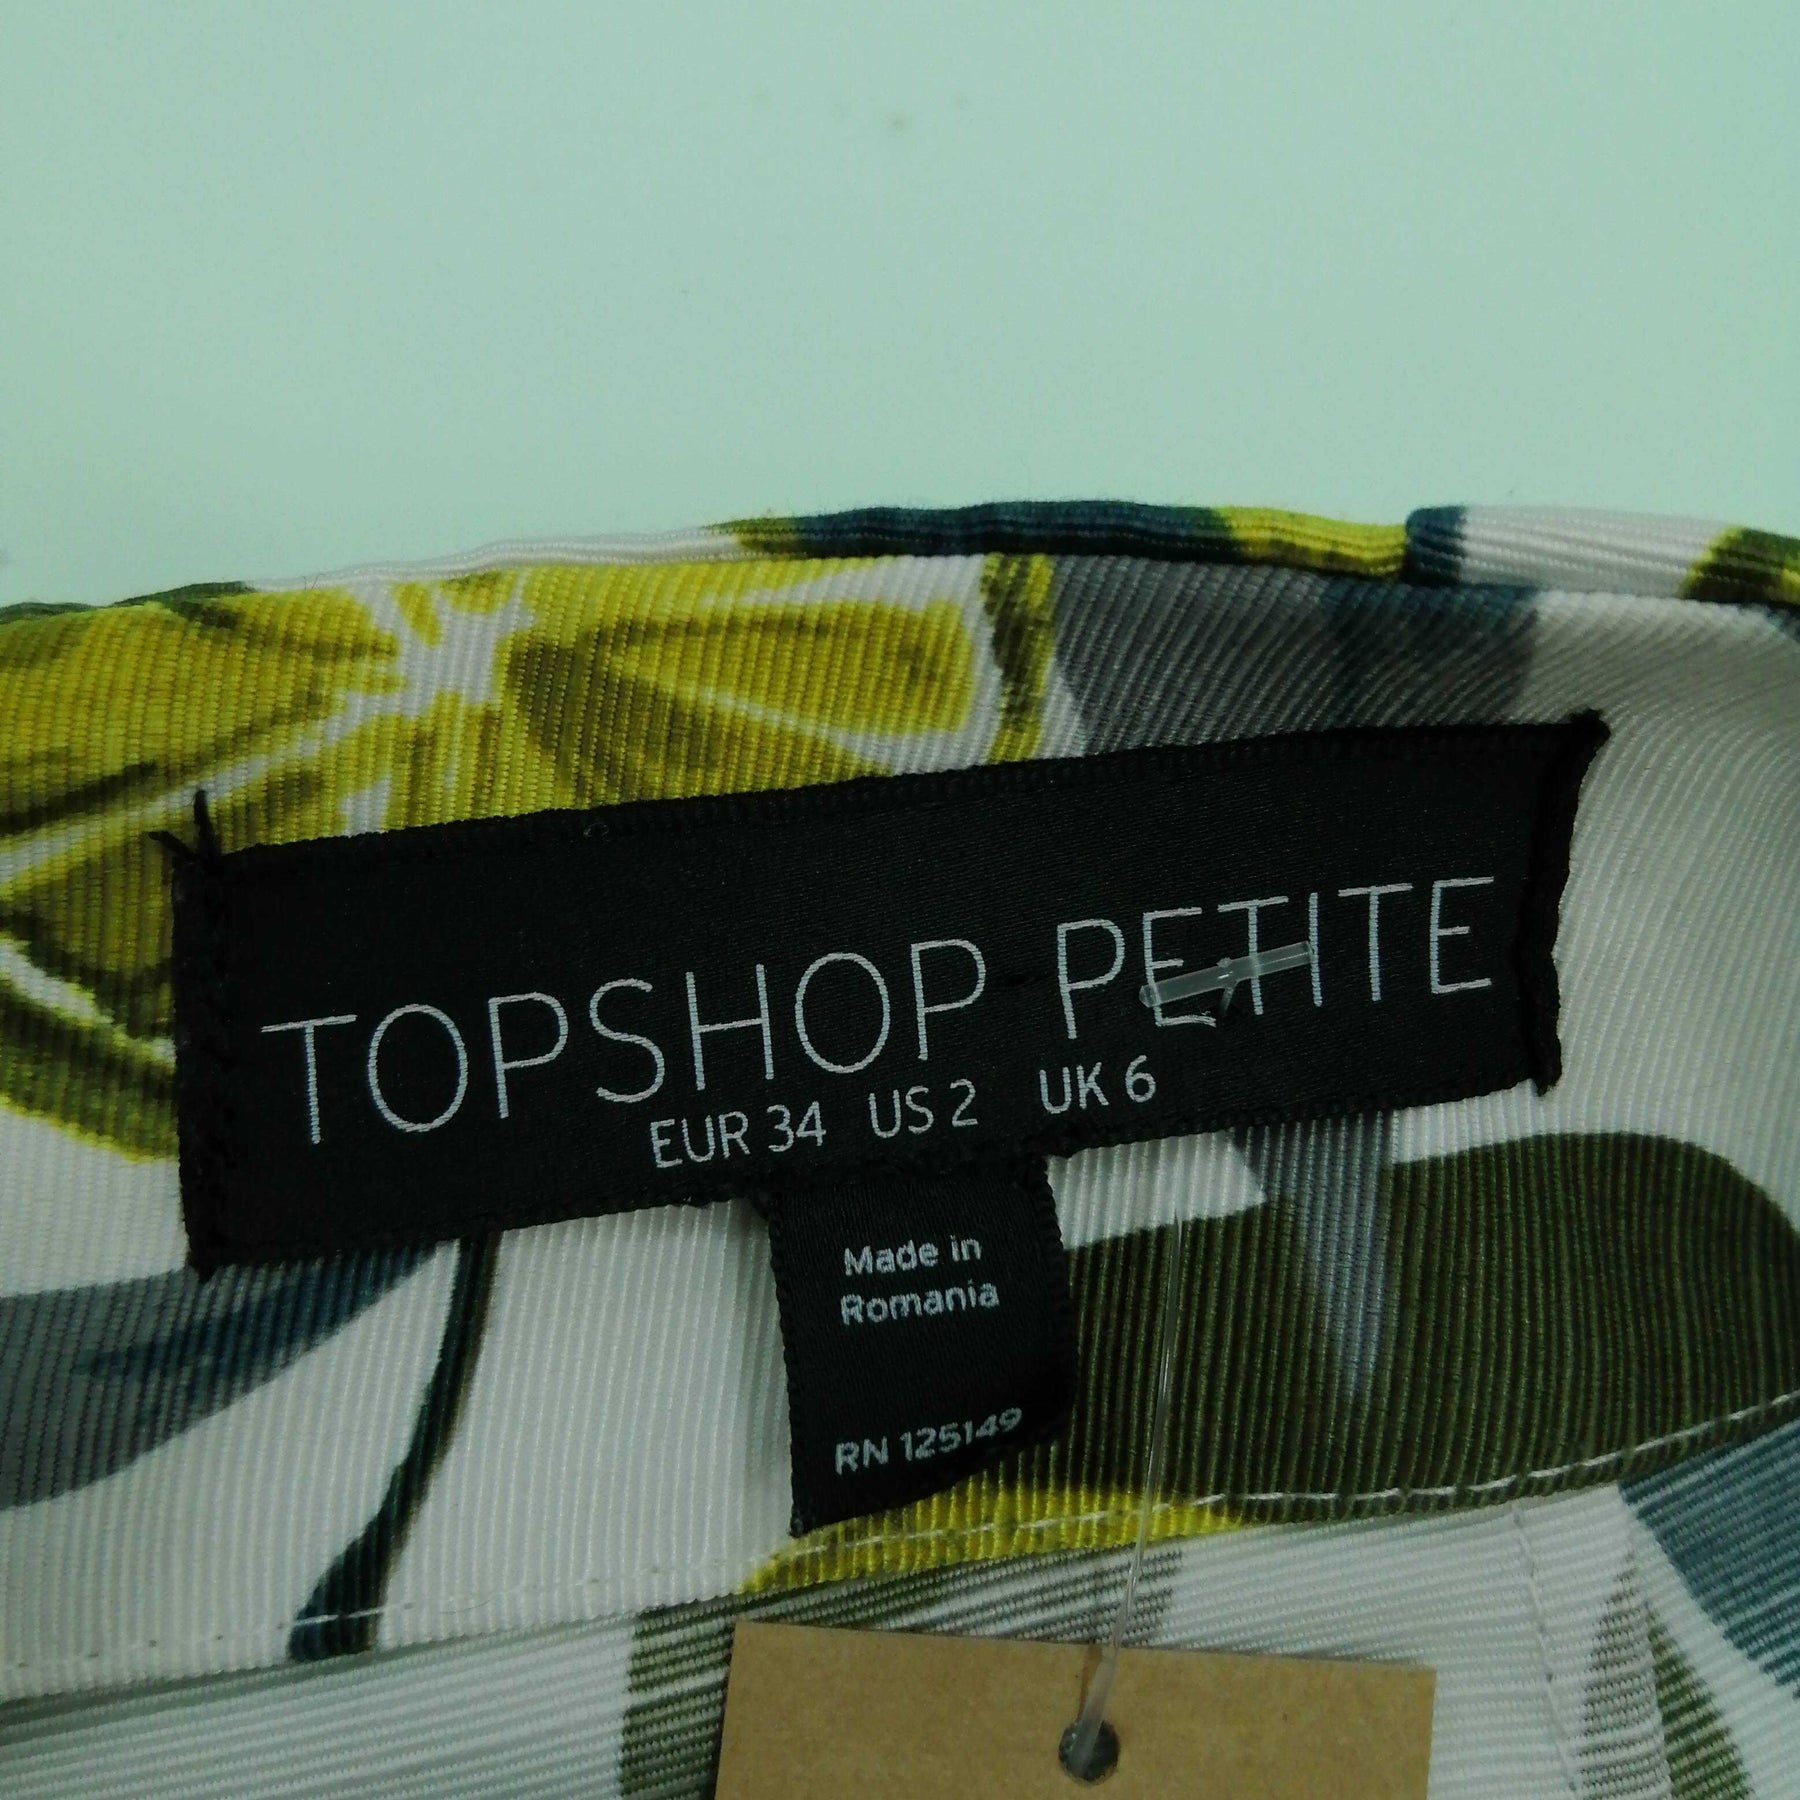 TOPSHOP PETITE
EUR 34 US 2 UK 6
Made in
Romania
RN 125149